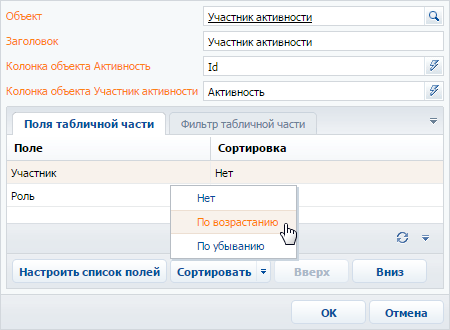 Объект Участник активности
Заголовок Участник активности
Колонка объекта Активность Id
Колонка объекта Участник активности Активность
Поля табличной части Фильтр табличной части
Поле Сортировка
Участник Нет
Роль
Нет
По возрастанию
По убыванию
Настроить список полей Сортировать Вверх Вниз
ОК Отмена